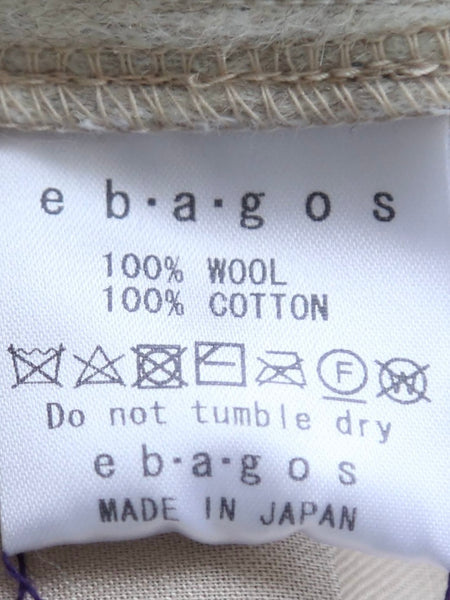 e b・a・g o s
100% WOOL
100% COTTON
F W
Do not tumble dry
e b・a・g o s
MADE IN JAPAN